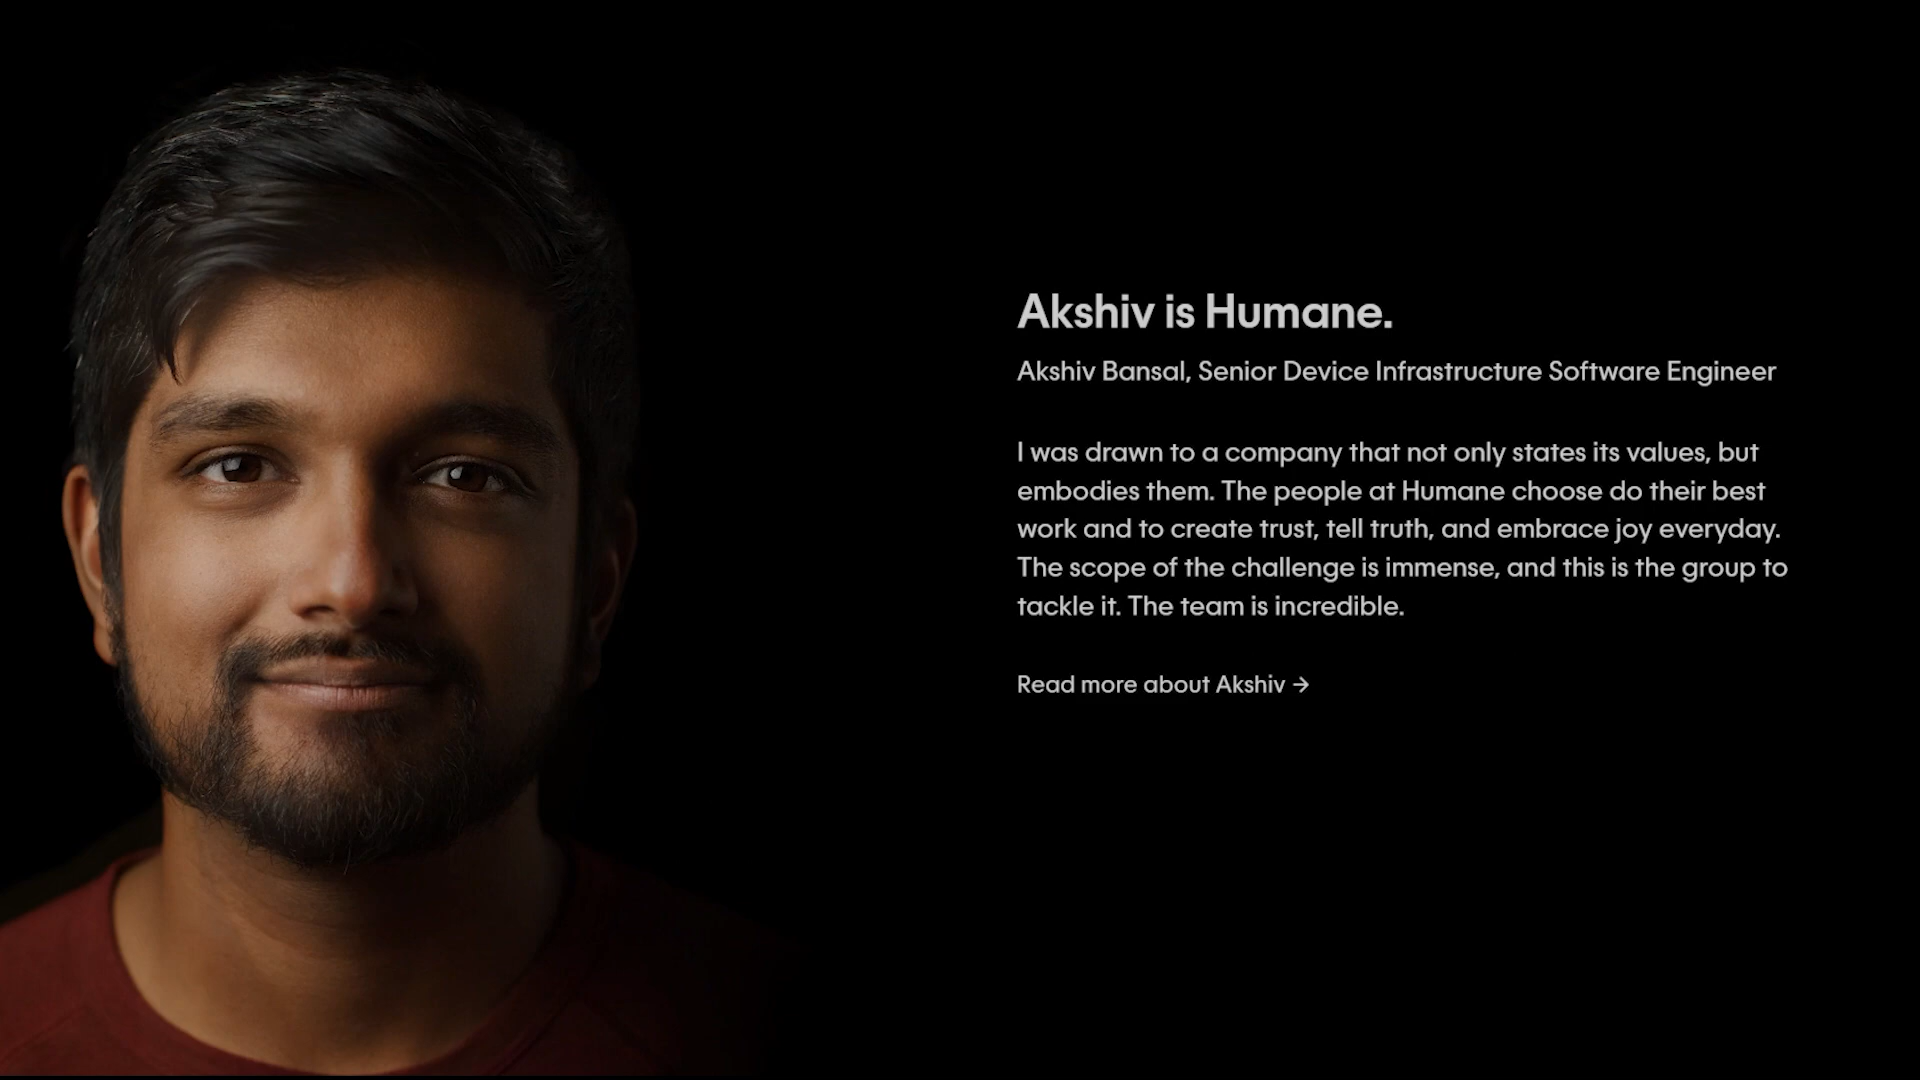 Akshiv is Humane.
Akshiv Bansal, Senior Device Infrastructure Software Engineer
I was drawn to a company that not only states its values, but
embodies them. The people at Humane choose do their best
work and to create trust, tell truth, and embrace joy everyday.
The scope of the challenge is immense, and this is the group to
tackle it. The team is incredible.
Read more about Akshiv →